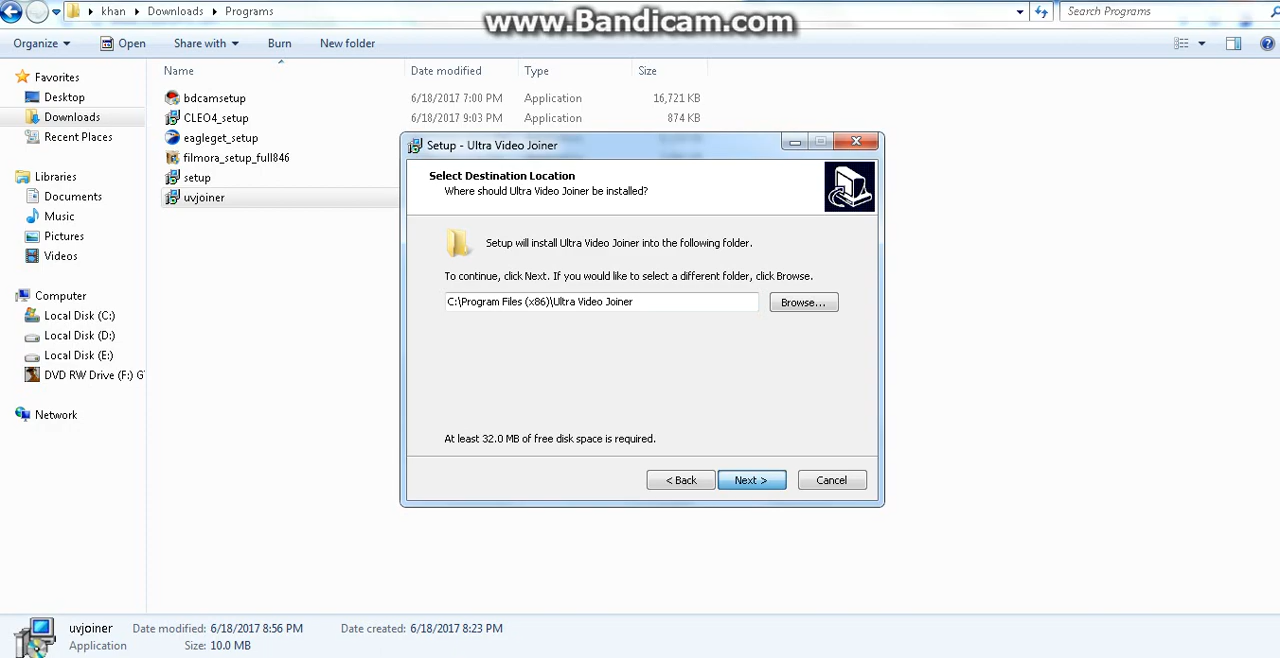 www.Bandicam.com
khan ▸ Downloads ▸ Programs
Search Programs
Organize Open Share with Burn New folder
Favorites
Desktop
Downloads
Recent Places
Libraries
Documents
Music
Pictures
Videos
Computer
Local Disk (C:)
Local Disk (D:)
Local Disk (E:)
DVD RW Drive (F:) G
Network
Name Date modified Type Size
bdcamsetup 6/18/2017 7:00 PM Application 16,721 KB
CLEO4_setup 6/18/2017 9:03 PM Application 874 KB
eagleget_setup
filmora_setup_full846
setup
uvjoiner
Setup - Ultra Video Joiner
Select Destination Location
Where should Ultra Video Joiner be installed?
Setup will install Ultra Video Joiner into the following folder.
To continue, click Next. If you would like to select a different folder, click Browse.
C:\Program Files (x86)\Ultra Video Joiner
Browse...
At least 32.0 MB of free disk space is required.
< Back Next > Cancel
uvjoiner Date modified: 6/18/2017 8:56 PM Date created: 6/18/2017 8:23 PM
Application Size: 10.0 MB